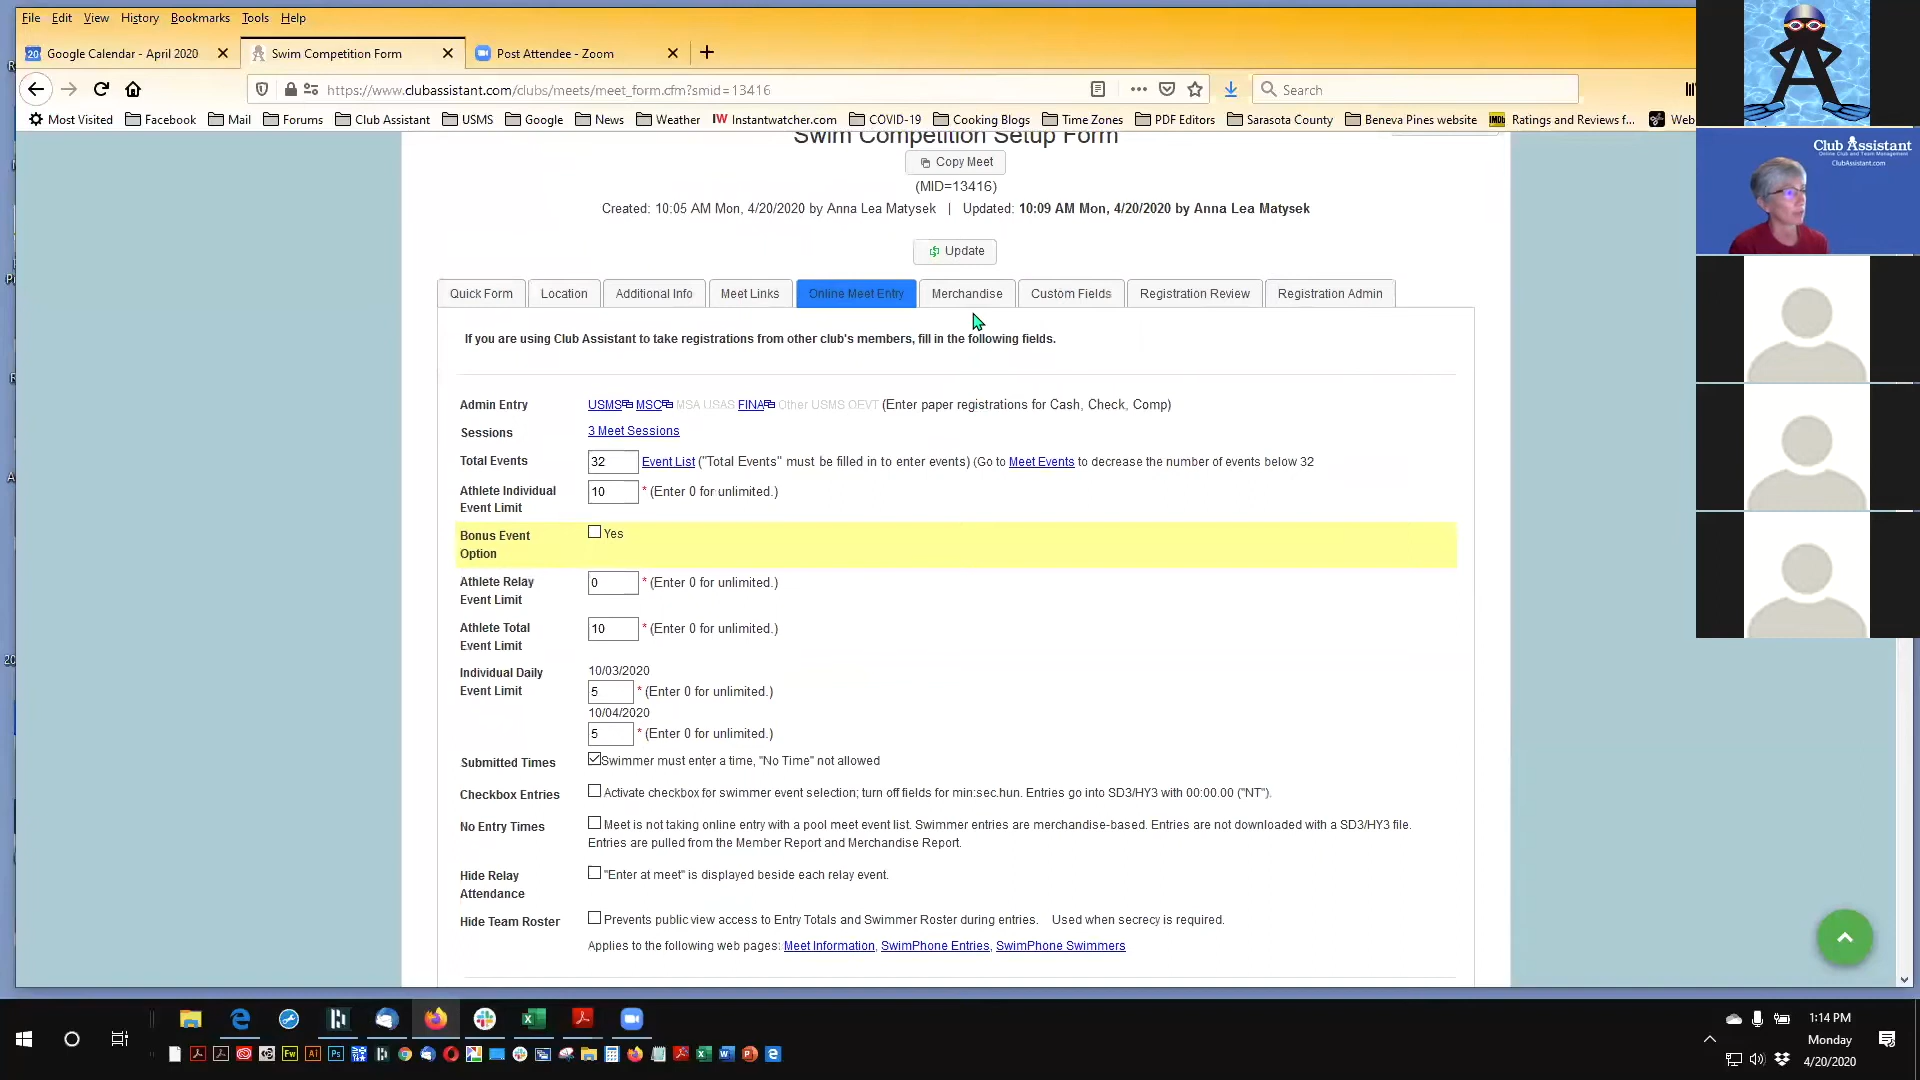 File Edit View History Bookmarks Tools Help
Google Calendar - April 2020
Swim Competition Form
Post Attendee - Zoom
https://www.clubassistant.com/clubs/meets/meet_form.cfm?smid=13416
Search
Most Visited Facebook Mail Forums Club Assistant USMS Google News Weather Instantwatcher.com COVID-19 Cooking Blogs Time Zones PDF Editors Sarasota County Beneva Pines website Ratings and Reviews f... Web
Swim Competition Setup Form
Copy Meet
(MID=13416)
Created: 10:05 AM Mon, 4/20/2020 by Anna Lea Matysek | Updated: 10:09 AM Mon, 4/20/2020 by Anna Lea Matysek
Update
Quick Form Location Additional Info Meet Links Online Meet Entry Merchandise Custom Fields Registration Review Registration Admin
If you are using Club Assistant to take registrations from other club's members, fill in the following fields.
Admin Entry USMS MSC MSA USAS FINA Other USMS OEVT (Enter paper registrations for Cash, Check, Comp)
Sessions 3 Meet Sessions
Total Events 32 Event List ("Total Events" must be filled in to enter events) (Go to Meet Events to decrease the number of events below 32
Athlete Individual Event Limit 10 * (Enter 0 for unlimited.)
Bonus Event Option Yes
Athlete Relay Event Limit 0 * (Enter 0 for unlimited.)
Athlete Total Event Limit 10 * (Enter 0 for unlimited.)
Individual Daily Event Limit
10/03/2020
5 * (Enter 0 for unlimited.)
10/04/2020
5 * (Enter 0 for unlimited.)
Submitted Times Swimmer must enter a time, "No Time" not allowed
Checkbox Entries Activate checkbox for swimmer event selection; turn off fields for min:sec.hun. Entries go into SD3/HY3 with 00:00.00 ("NT").
No Entry Times Meet is not taking online entry with a pool meet event list. Swimmer entries are merchandise-based. Entries are not downloaded with a SD3/HY3 file.
Entries are pulled from the Member Report and Merchandise Report.
Hide Relay Attendance "Enter at meet" is displayed beside each relay event.
Hide Team Roster Prevents public view access to Entry Totals and Swimmer Roster during entries. Used when secrecy is required.
Applies to the following web pages: Meet Information, SwimPhone Entries, SwimPhone Swimmers
Club Assistant
Online Club and Team Management
ClubAssistant.com
1:14 PM
Monday
4/20/2020